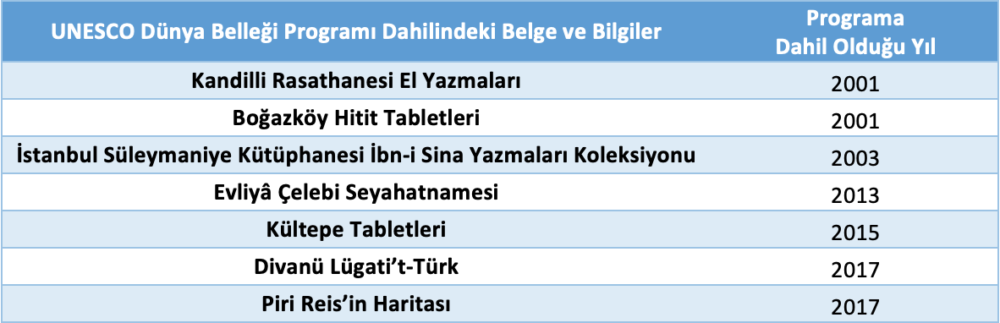 UNESCO Dünya Belleği Programı Dahilindeki Belge ve Bilgiler
Programa
Dahil Olduğu Yıl
Kandilli Rasathanesi El Yazmaları 2001
Boğazköy Hitit Tabletleri 2001
İstanbul Süleymaniye Kütüphanesi İbn-i Sina Yazmaları Koleksiyonu 2003
Evliyâ Çelebi Seyahatnamesi 2013
Kültepe Tabletleri 2015
Divanü Lügati’t-Türk 2017
Piri Reis’in Haritası 2017